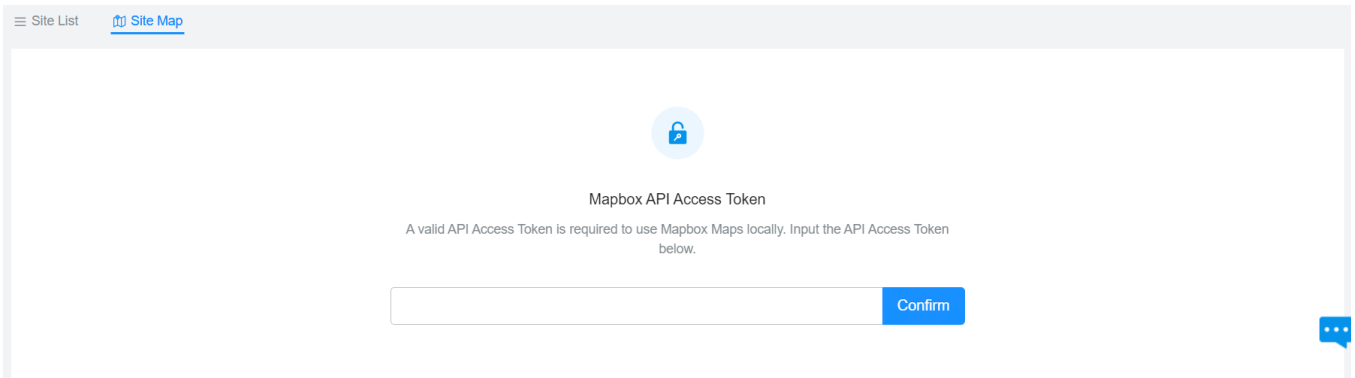 Site List
Site Map
Mapbox API Access Token
A valid API Access Token is required to use Mapbox Maps locally. Input the API Access Token
below.
Confirm